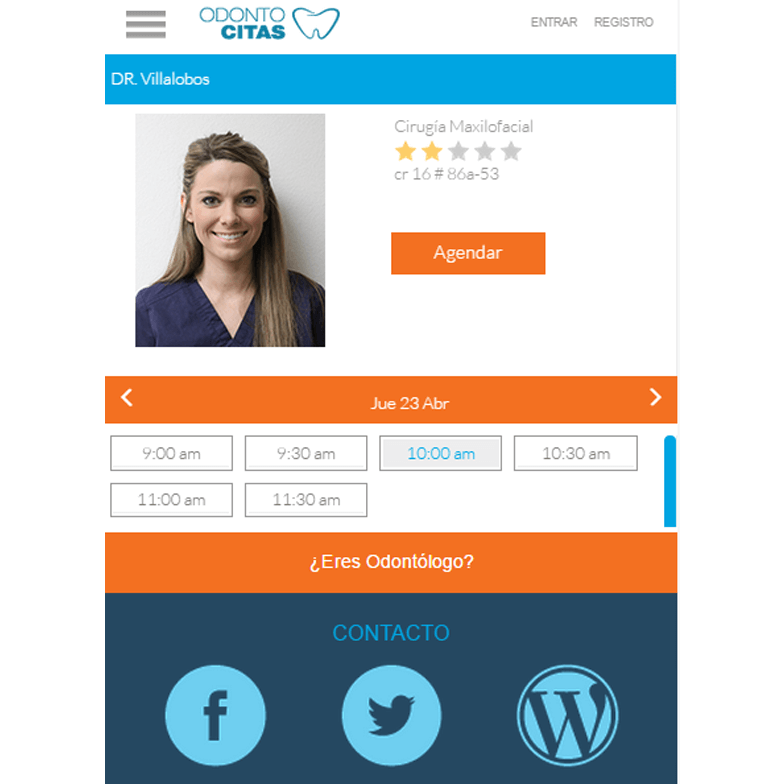 ODONTO
CITAS
ENTRAR REGISTRO
DR. Villalobos
Cirugía Maxilofacial
cr 16 # 86a-53
Agendar
Jue 23 Abr
9:00 am 9:30 am 10:00 am 10:30 am
11:00 am 11:30 am
¿Eres Odontólogo?
CONTACTO